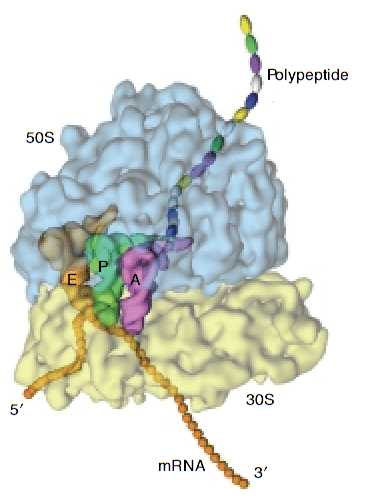 Polypeptide
50S
E P A
30S
5′
mRNA 3′